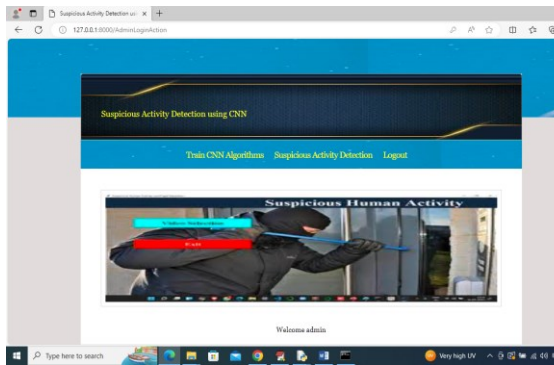 Suspicious Activity Detection usi
127.0.0.1:8000/AdminLoginAction
Suspicious Activity Detection using CNN
Train CNN Algorithms Suspicious Activity Detection Logout
Suspicious Human Activity
Welcome admin
Type here to search
Very high UV